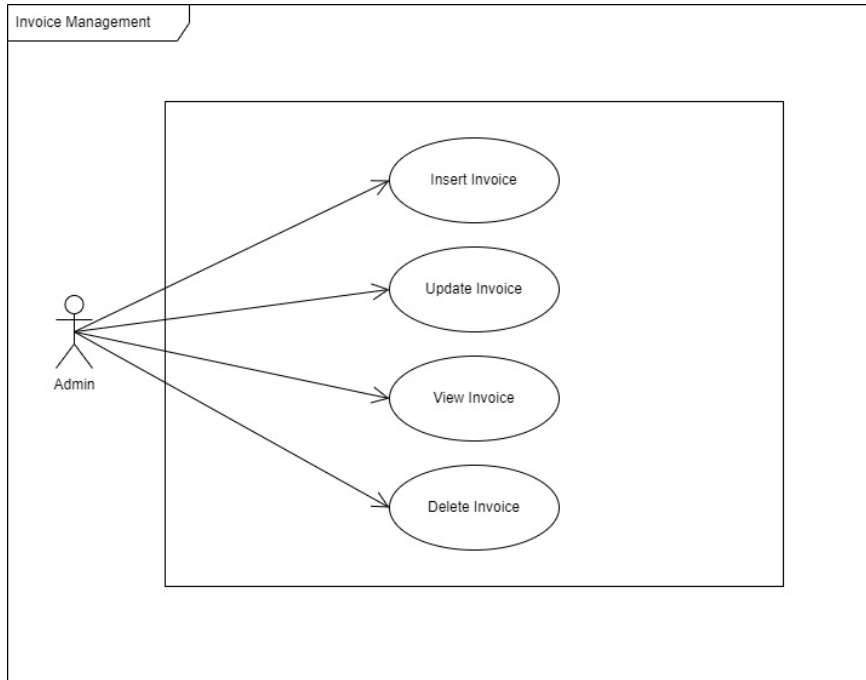 Invoice Management
Insert Invoice
Update Invoice
Admin
View Invoice
Delete Invoice